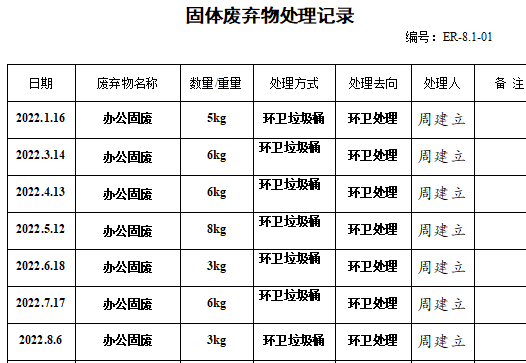 固体废弃物处理记录
编号：ER-8.1-01
日期 废弃物名称 数量/重量 处理方式 处理去向 处理人 备 注
2022.1.16 办公固废 5kg 环卫垃圾桶 环卫处理 周建立
2022.3.14 办公固废 6kg 环卫垃圾桶 环卫处理 周建立
2022.4.13 办公固废 6kg 环卫垃圾桶 环卫处理 周建立
2022.5.12 办公固废 8kg 环卫垃圾桶 环卫处理 周建立
2022.6.18 办公固废 3kg 环卫垃圾桶 环卫处理 周建立
2022.7.17 办公固废 6kg 环卫垃圾桶 环卫处理 周建立
2022.8.6 办公固废 3kg 环卫垃圾桶 环卫处理 周建立